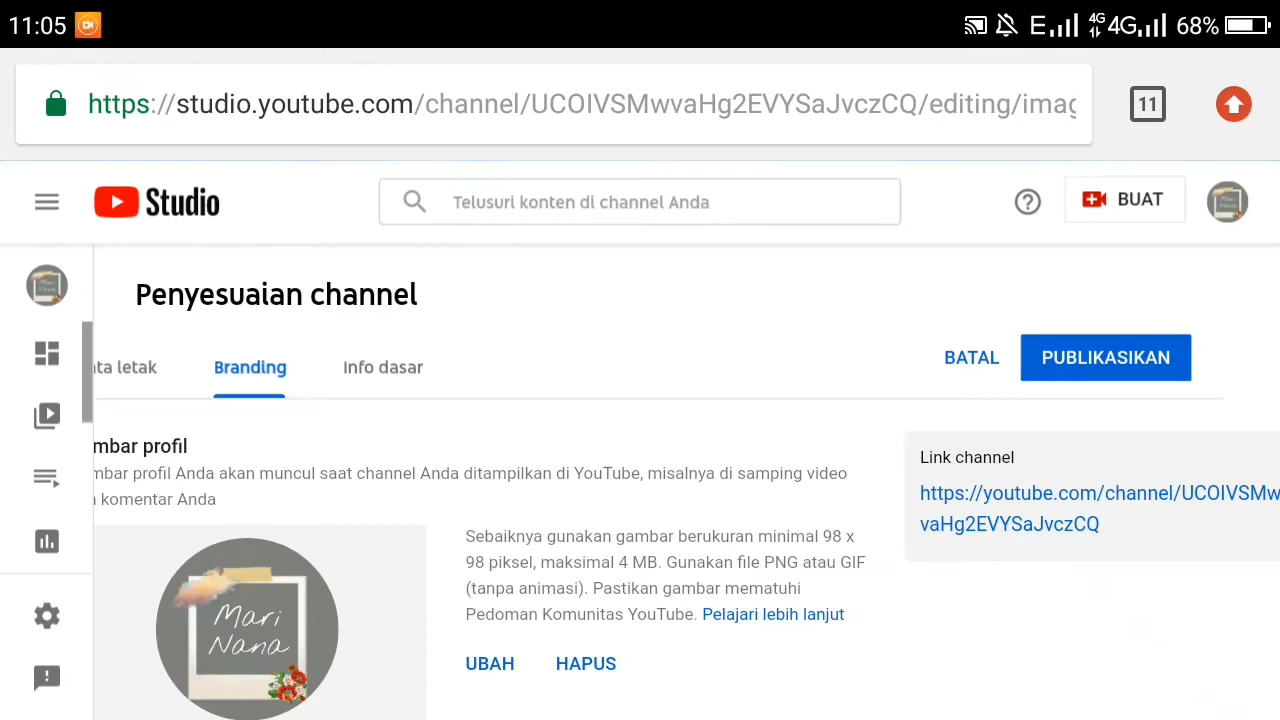 11:05
E 4G 4G 68%
https://studio.youtube.com/channel/UCOIVSMwvaHg2EVYSaJvczCQ/editing/imag
11
Studio
Telusuri konten di channel Anda
BUAT
Penyesuaian channel
ata letak
Branding
Info dasar
BATAL
PUBLIKASIKAN
mbar profil
mbar profil Anda akan muncul saat channel Anda ditampilkan di YouTube, misalnya di samping video
n komentar Anda
Link channel
https://youtube.com/channel/UCOIVSMw
vaHg2EVYSaJvczCQ
Mari
Nana
Sebaiknya gunakan gambar berukuran minimal 98 x
98 piksel, maksimal 4 MB. Gunakan file PNG atau GIF
(tanpa animasi). Pastikan gambar mematuhi
Pedoman Komunitas YouTube. Pelajari lebih lanjut
UBAH
HAPUS